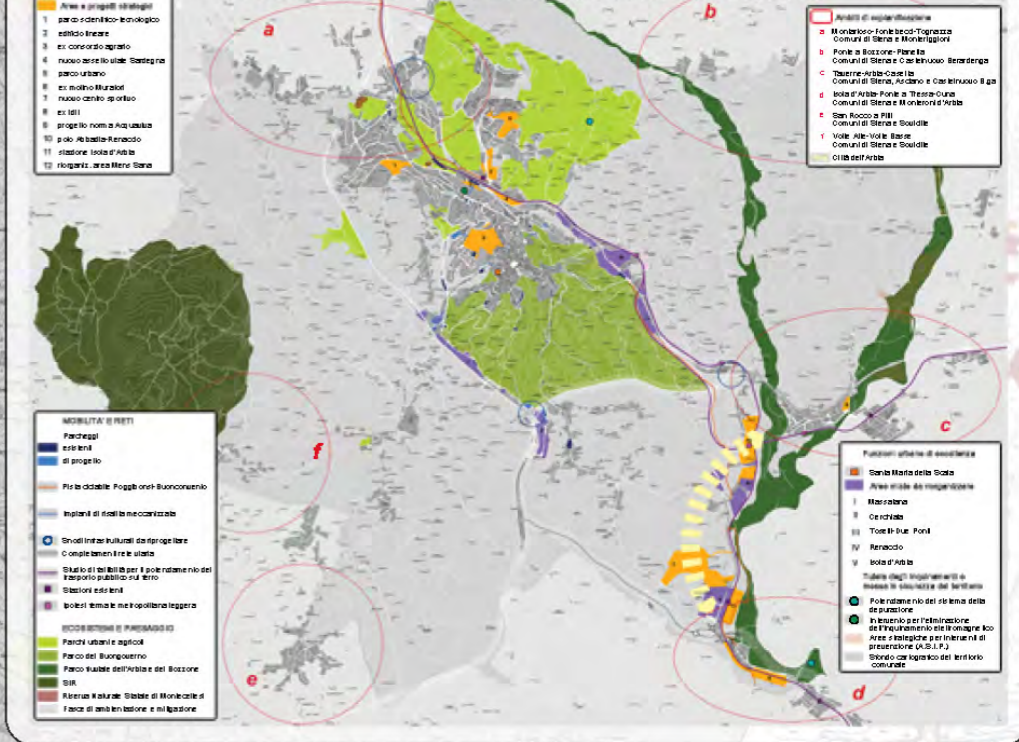 Aree e progetti strategici
1 parco scientifico-tecnologico
2 edificio lineare
3 ex consorzio agrario
4 nuovo assetto viale Sardegna
5 parco urbano
6 ex molino Muratori
7 nuovo centro sportivo
8 ex Idit
9 progetto norma Acquaviva
10 polo Abbadia-Renaccio
11 stazione Isola d'Arbia
12 riorganiz. area Mens Sana
a
b
Ambiti di copianificazione
a Montarioso-Fontebecci-Tognazza
Comuni di Siena e Monteriggioni
b Ponte a Bozzone-Pianella
Comuni di Siena e Castelnuovo Berardenga
c Taverne-Arbia-Casetta
Comuni di Siena, Asciano e Castelnuovo B.ga
d Isola d'Arbia-Ponte a Tressa-Cuna
Comuni di Siena e Monteroni d'Arbia
e San Rocco a Pilli
Comuni di Siena e Sovicille
f Volte Alte-Volte Basse
Comuni di Siena e Sovicille
Città dell'Arbia
MOBILITA' E RETI
Parcheggi
esistenti
di progetto
Pista ciclabile Poggibonsi-Buonconvento
Impianti di risalita meccanizzata
Snodi infrastrutturali da riprogettare
Completamenti rete viaria
Studio di fattibilità per il potenziamento del
trasporto pubblico su ferro
Stazioni esistenti
Ipotesi fermate metropolitana leggera
ECOSISTEMI E PAESAGGIO
Parchi urbani e agricoli
Parco del Buongoverno
Parco fluviale dell'Arbia e del Bozzone
SIR
Riserva Naturale Statale di Montecellesi
Fasce di ambientazione e mitigazione
f
e
c
d
Funzioni urbane di eccellenza
Santa Maria della Scala
Aree miste da riorganizzare
I Massetana
II Cerchiaia
III Toselli-Due Ponti
IV Renaccio
V Isola d'Arbia
Tutela dagli inquinamenti e
messa in sicurezza del territorio
Potenziamento del sistema della
depurazione
Intervento per l'eliminazione
dell'inquinamento elettromagnetico
Aree strategiche per interventi di
prevenzione (A.S.I.P.)
Sfondo cartografico del territorio
comunale